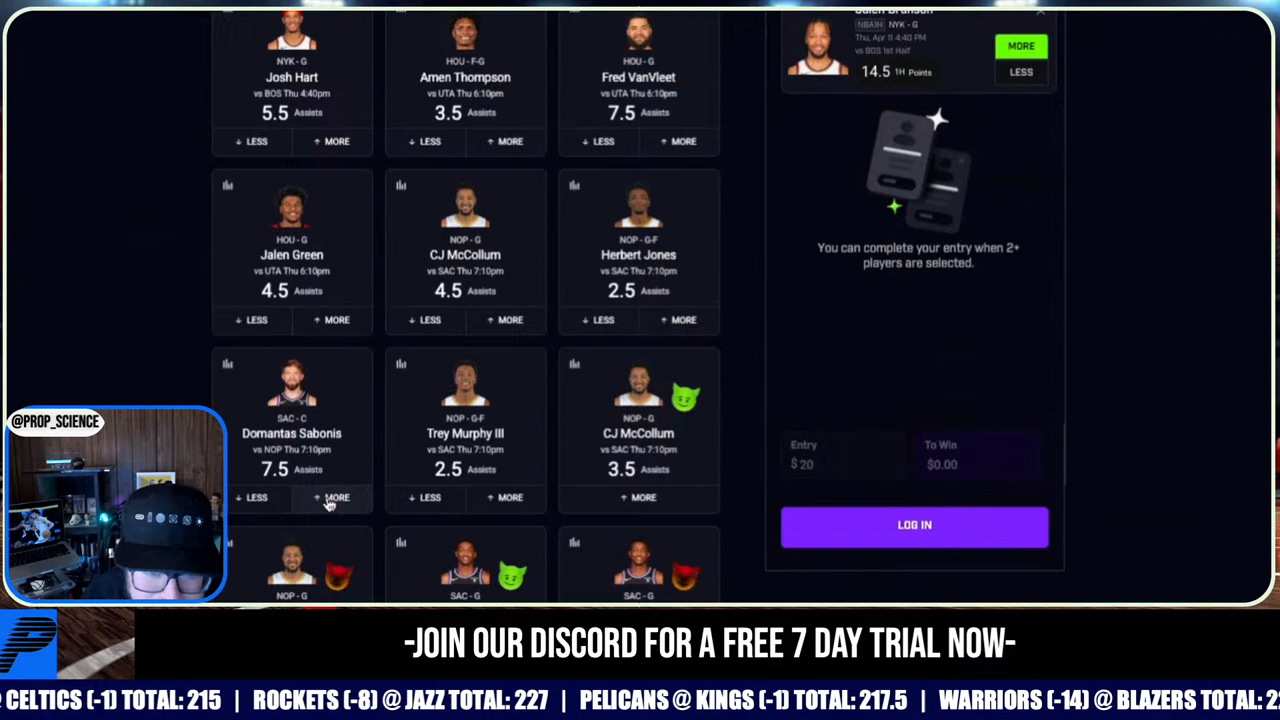 NYK - G
Josh Hart
vs BOS Thu 4:40pm
5.5 Assists
↓ LESS ↑ MORE
HOU - F-G
Amen Thompson
vs UTA Thu 6:10pm
3.5 Assists
↓ LESS ↑ MORE
HOU - G
Fred VanVleet
vs UTA Thu 6:10pm
7.5 Assists
↓ LESS ↑ MORE
HOU - G
Jalen Green
vs UTA Thu 6:10pm
4.5 Assists
↓ LESS ↑ MORE
NOP - G
CJ McCollum
vs SAC Thu 7:10pm
4.5 Assists
↓ LESS ↑ MORE
NOP - G-F
Herbert Jones
vs SAC Thu 7:10pm
2.5 Assists
↓ LESS ↑ MORE
SAC - C
Domantas Sabonis
vs NOP Thu 7:10pm
7.5 Assists
↓ LESS ↑ MORE
NOP - G-F
Trey Murphy III
vs SAC Thu 7:10pm
2.5 Assists
↓ LESS ↑ MORE
NOP - G
CJ McCollum
vs SAC Thu 7:10pm
3.5 Assists
↑ MORE
NOP - G
SAC - G
SAC - G
NBA1H NYK - G
Thu, Apr 11 4:40 PM
vs BOS 1st Half
14.5 1H Points
MORE
LESS
You can complete your entry when 2+
players are selected.
Entry
$ 20
To Win
$0.00
LOG IN
@PROP_SCIENCE
-JOIN OUR DISCORD FOR A FREE 7 DAY TRIAL NOW-
@ CELTICS (-1) TOTAL: 215 | ROCKETS (-8) @ JAZZ TOTAL: 227 | PELICANS @ KINGS (-1) TOTAL: 217.5 | WARRIORS (-14) @ BLAZERS TOTAL: